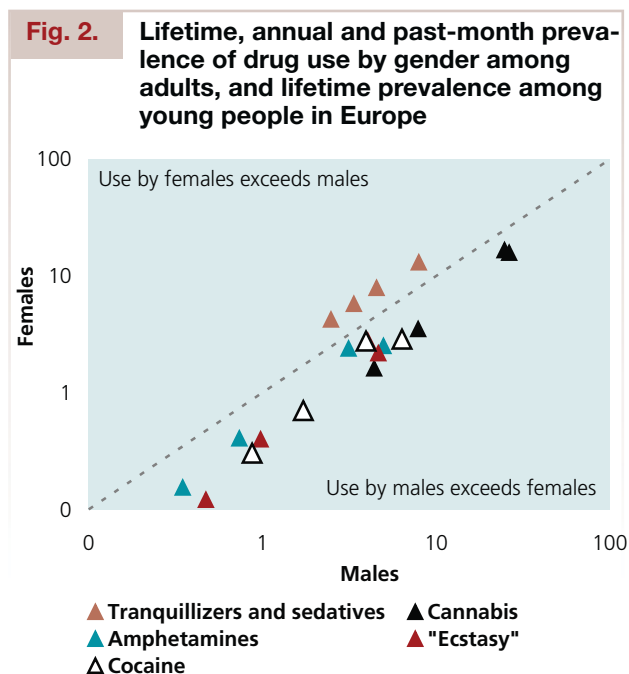 Fig. 2.
Lifetime, annual and past-month preva-
lence of drug use by gender among
adults, and lifetime prevalence among
young people in Europe
100
Use by females exceeds males
10
Females
1
Use by males exceeds females
0
0 1 10 100
Males
Tranquillizers and sedatives Cannabis
Amphetamines "Ecstasy"
Cocaine